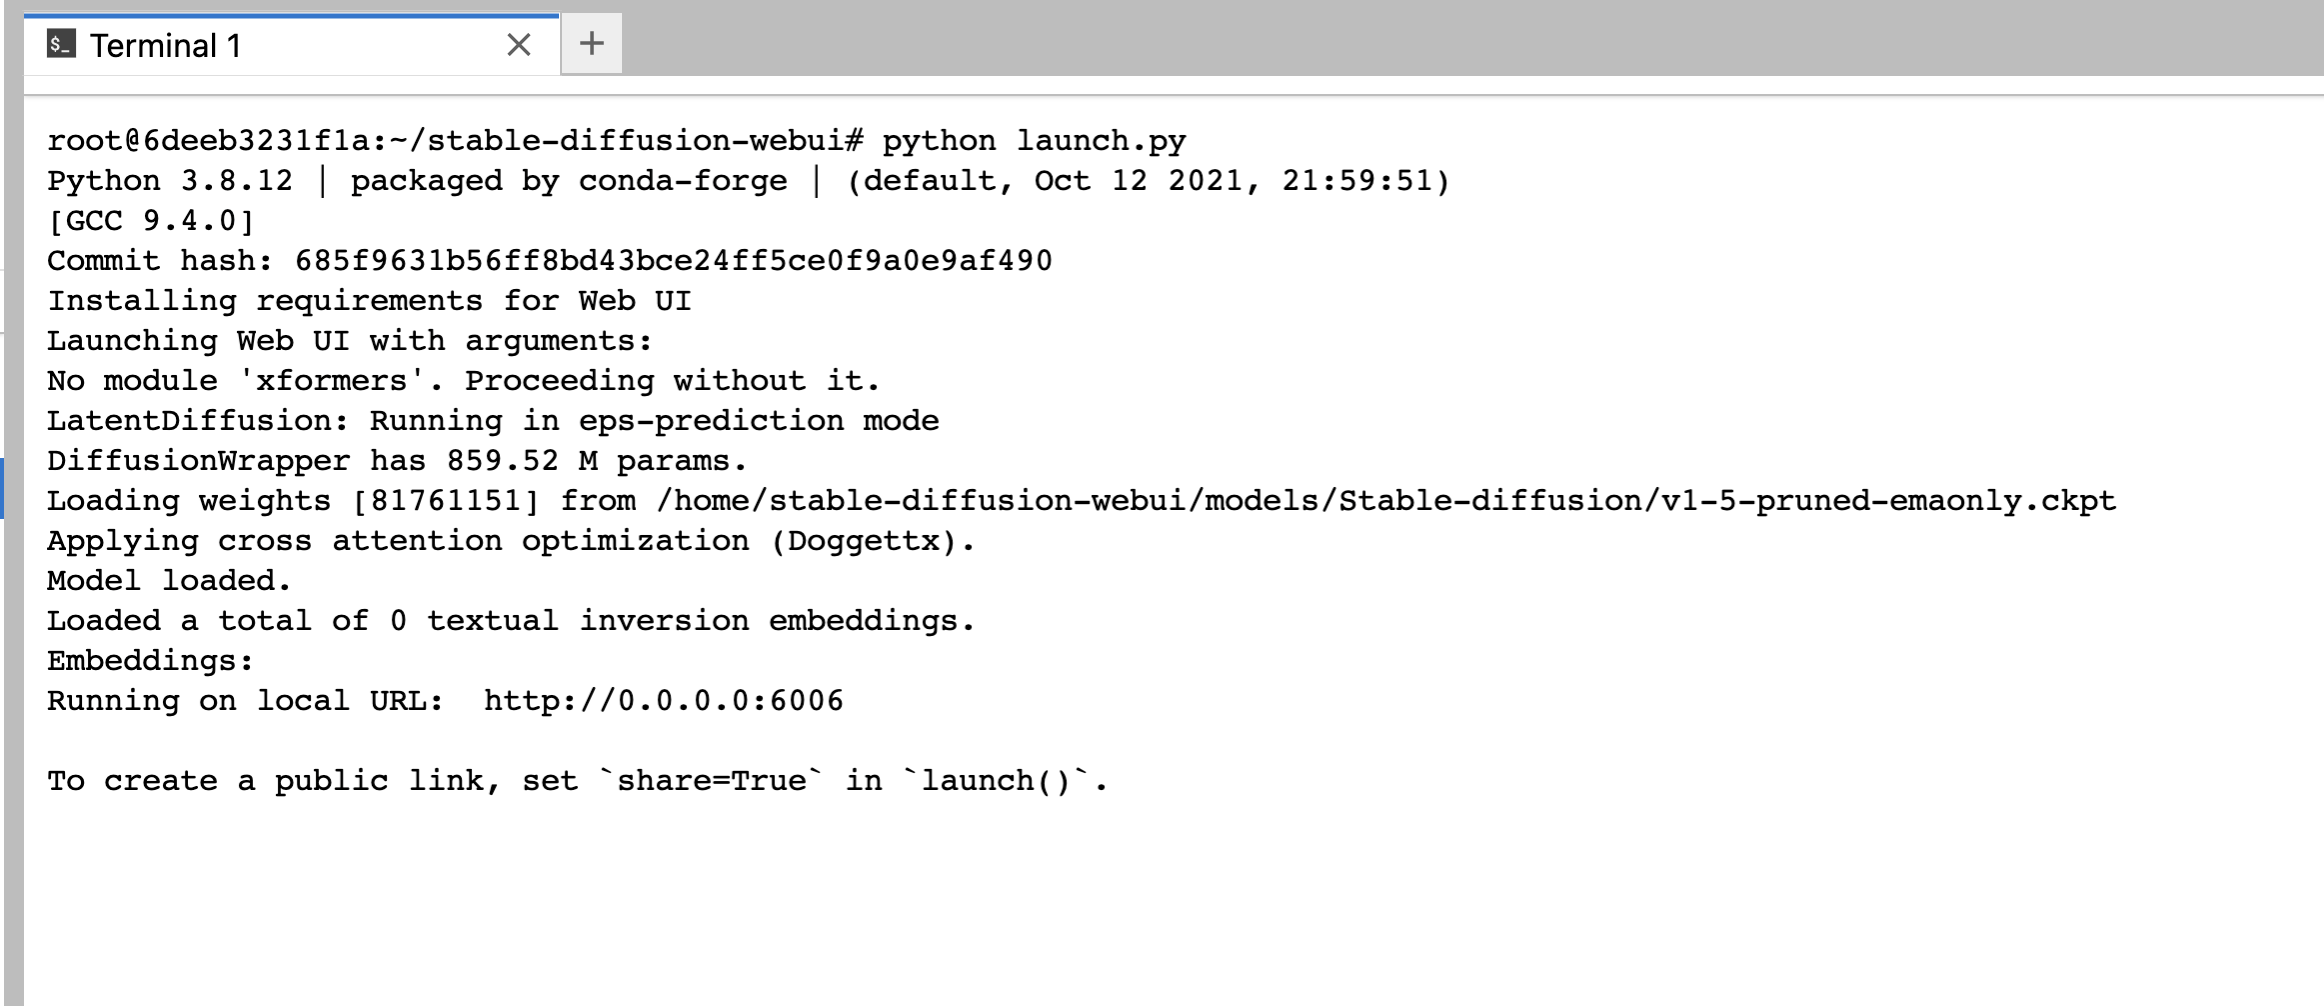 $_ Terminal 1
root@6deeb3231f1a:~/stable-diffusion-webui# python launch.py
Python 3.8.12 | packaged by conda-forge | (default, Oct 12 2021, 21:59:51)
[GCC 9.4.0]
Commit hash: 685f9631b56ff8bd43bce24ff5ce0f9a0e9af490
Installing requirements for Web UI
Launching Web UI with arguments:
No module 'xformers'. Proceeding without it.
LatentDiffusion: Running in eps-prediction mode
DiffusionWrapper has 859.52 M params.
Loading weights [81761151] from /home/stable-diffusion-webui/models/Stable-diffusion/v1-5-pruned-emaonly.ckpt
Applying cross attention optimization (Doggettx).
Model loaded.
Loaded a total of 0 textual inversion embeddings.
Embeddings:
Running on local URL:  http://0.0.0.0:6006
To create a public link, set `share=True` in `launch()`.